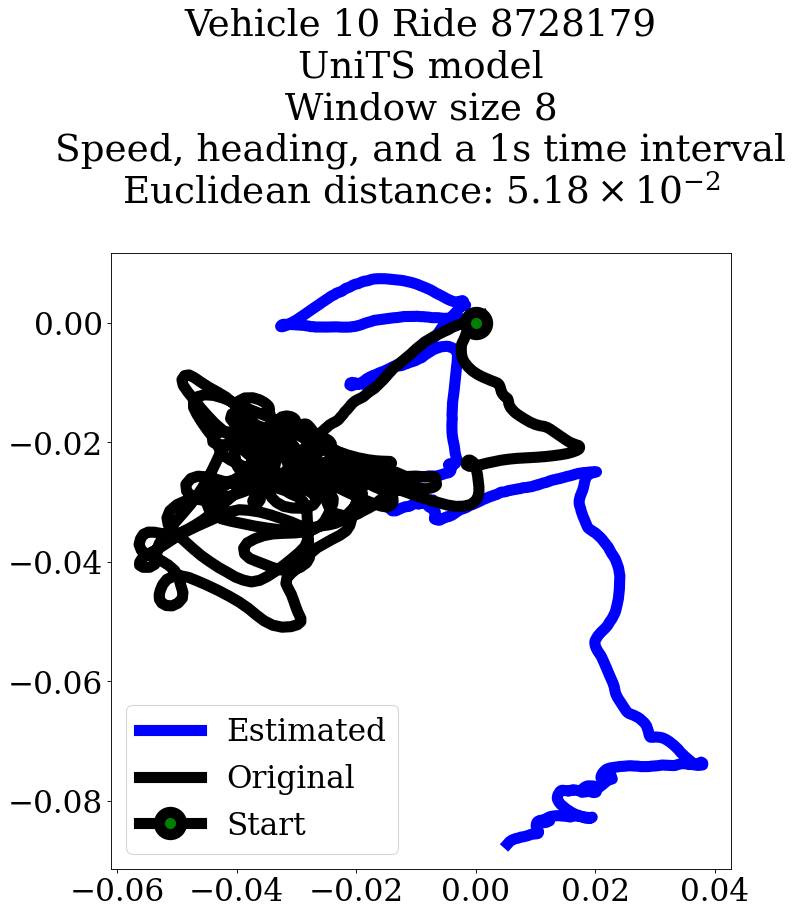 Vehicle 10 Ride 8728179
UniTS model
Window size 8
Speed, heading, and a 1s time interval
Euclidean distance: 5.18 × 10⁻²
0.00
−0.02
−0.04
−0.06
−0.08
Estimated
Original
Start
−0.06 −0.04 −0.02 0.00 0.02 0.04